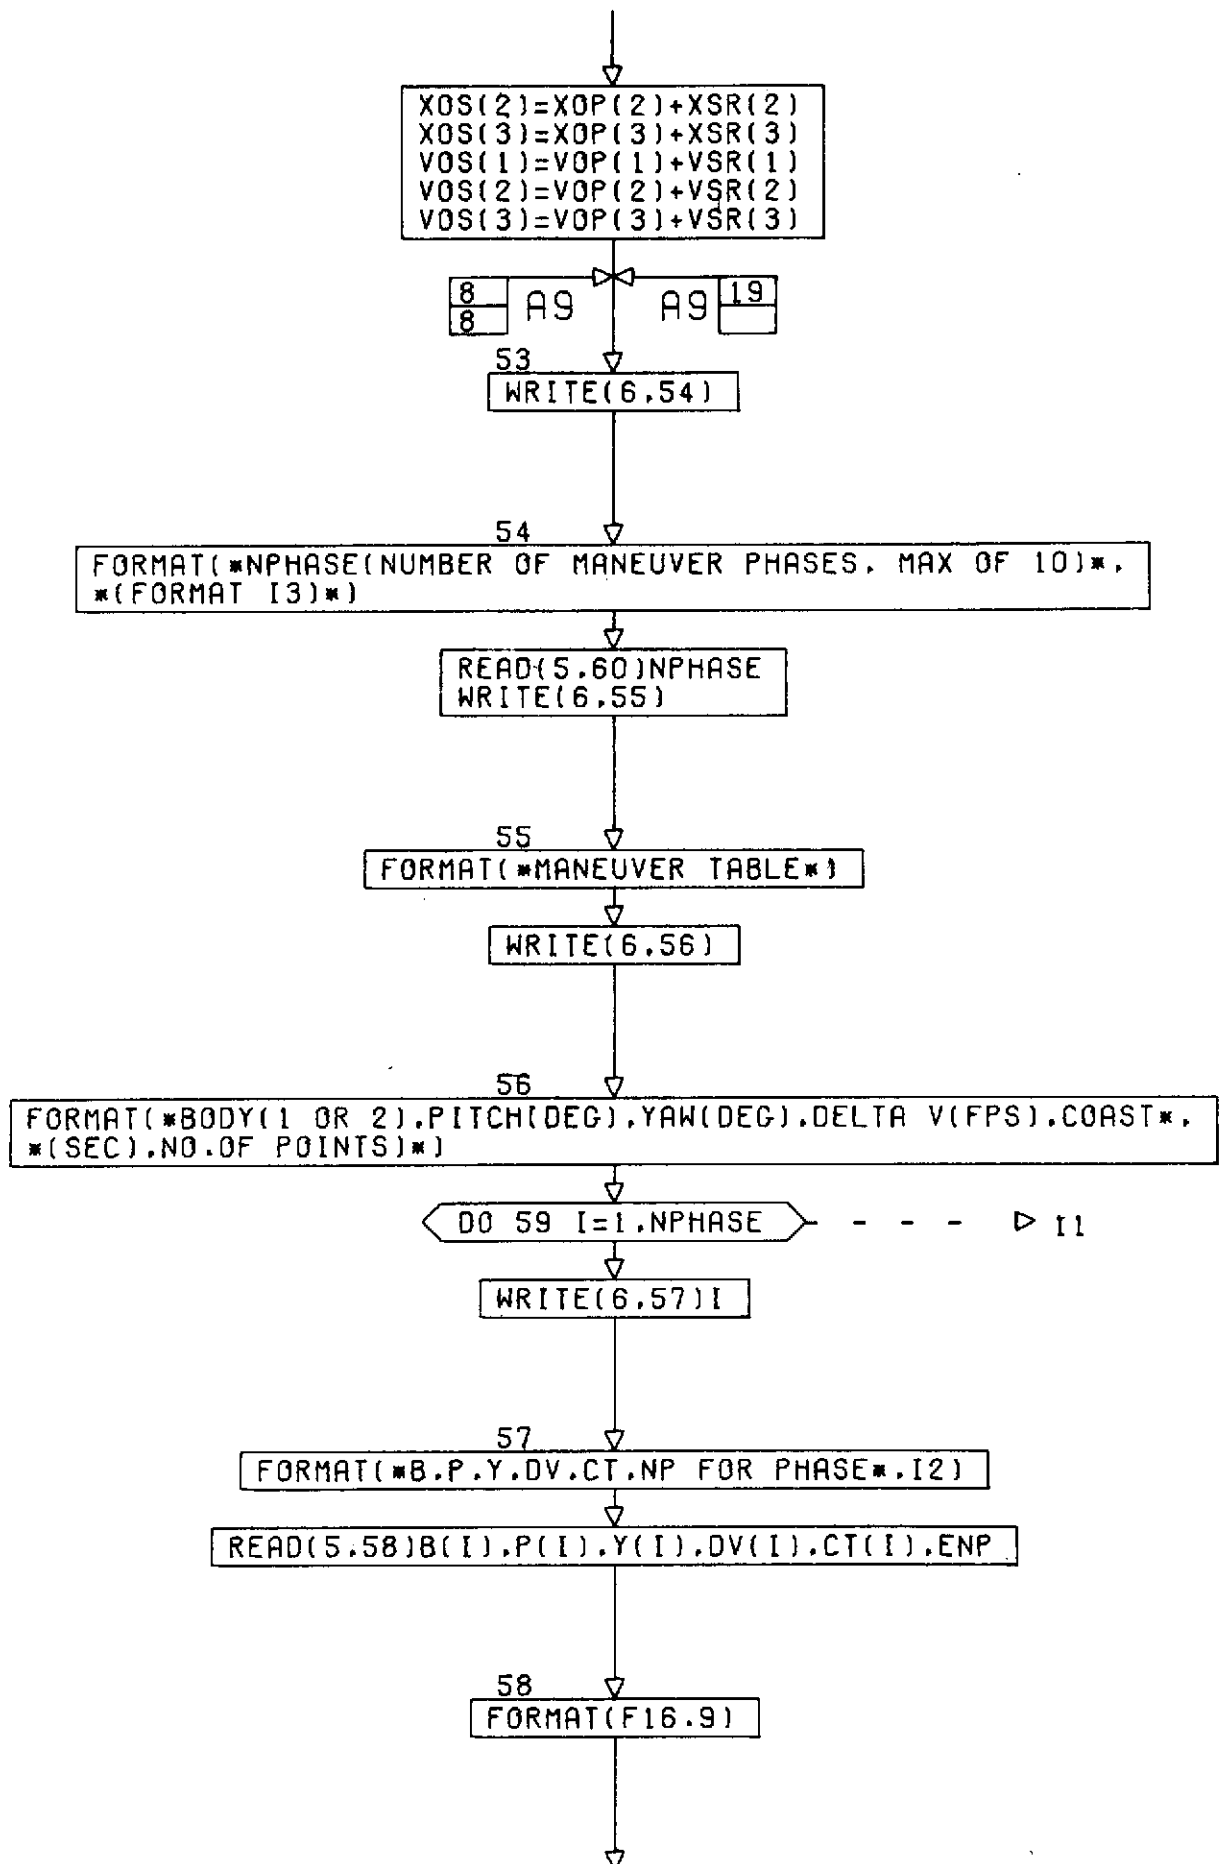 XOS(2)=XOP(2)+XSR(2)
XOS(3)=XOP(3)+XSR(3)
VOS(1)=VOP(1)+VSR(1)
VOS(2)=VOP(2)+VSR(2)
VOS(3)=VOP(3)+VSR(3)
8 A9 A9 19
8
53
WRITE(6,54)
54
FORMAT(*NPHASE(NUMBER OF MANEUVER PHASES, MAX OF 10)*,
*(FORMAT I3)*)
READ(5,60)NPHASE
WRITE(6,55)
55
FORMAT(*MANEUVER TABLE*)
WRITE(6,56)
56
FORMAT(*BODY(1 OR 2),PITCH(DEG),YAW(DEG),DELTA V(FPS),COAST*,
*(SEC),NO.OF POINTS)*)
DO 59 I=1,NPHASE - - - - I1
WRITE(6,57)I
57
FORMAT(*B,P,Y,DV,CT,NP FOR PHASE*,I2)
READ(5,58)B(I),P(I),Y(I),DV(I),CT(I),ENP
58
FORMAT(F16.9)